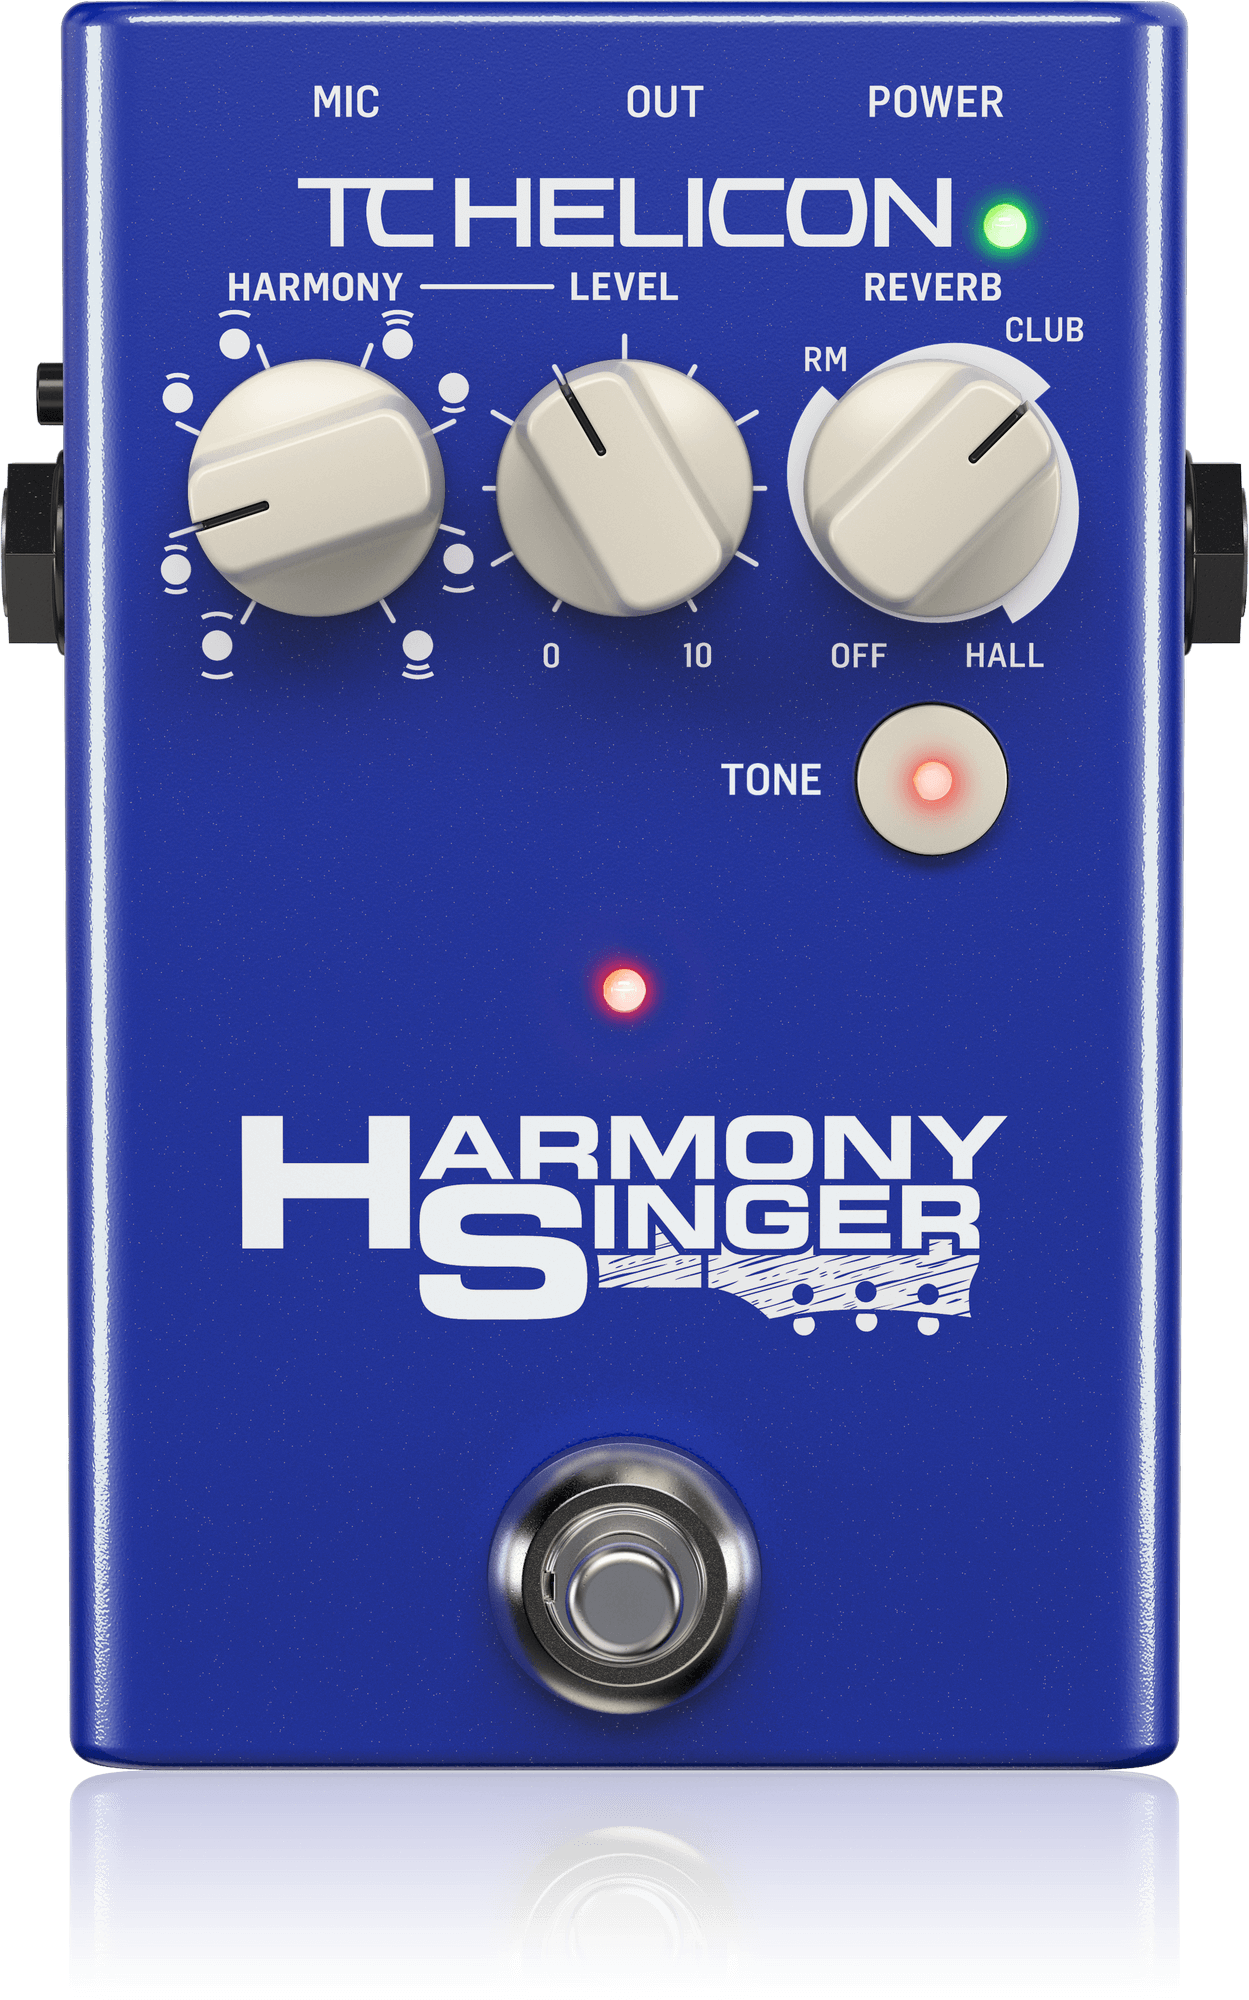 MIC OUT POWER
TC HELICON
HARMONY LEVEL REVERB
CLUB
RM
0 10 OFF HALL
TONE
HARMONY
SINGER